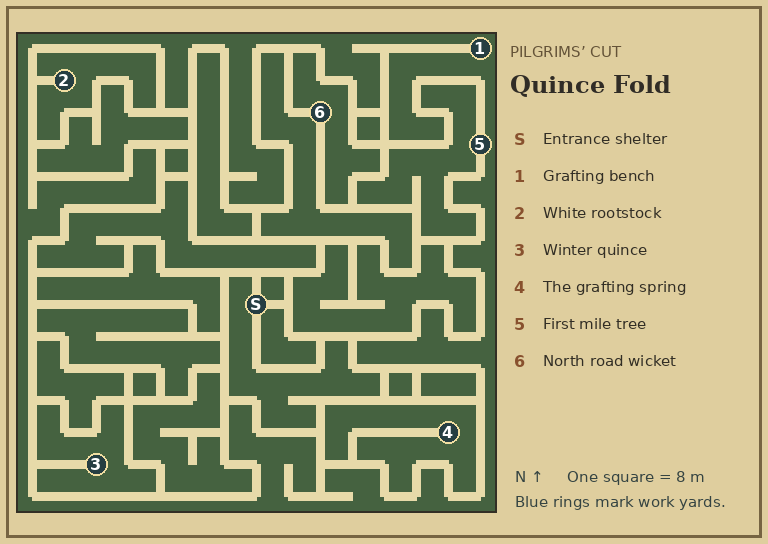 1
PILGRIMS’ CUT
2
Quince Fold
6
S Entrance shelter
5
1 Grafting bench
2 White rootstock
3 Winter quince
4 The grafting spring
S
5 First mile tree
6 North road wicket
4
3
N ↑ One square = 8 m
Blue rings mark work yards.